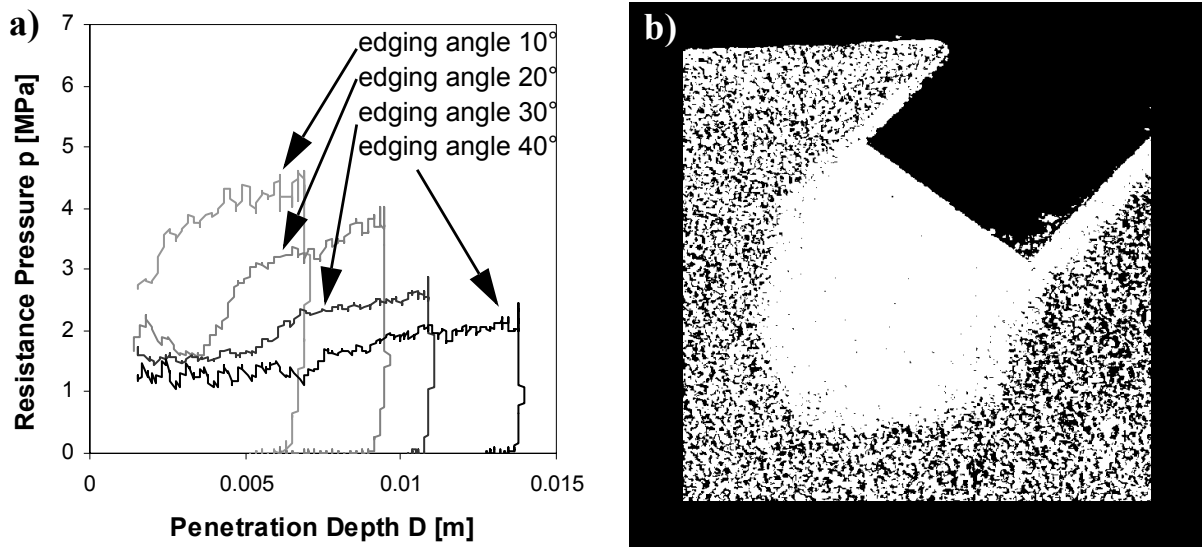 a)
7
6
5
4
3
2
1
0
Resistance Pressure p [MPa]
edging angle 10°
edging angle 20°
edging angle 30°
edging angle 40°
0
0.005
0.01
0.015
Penetration Depth D [m]
b)